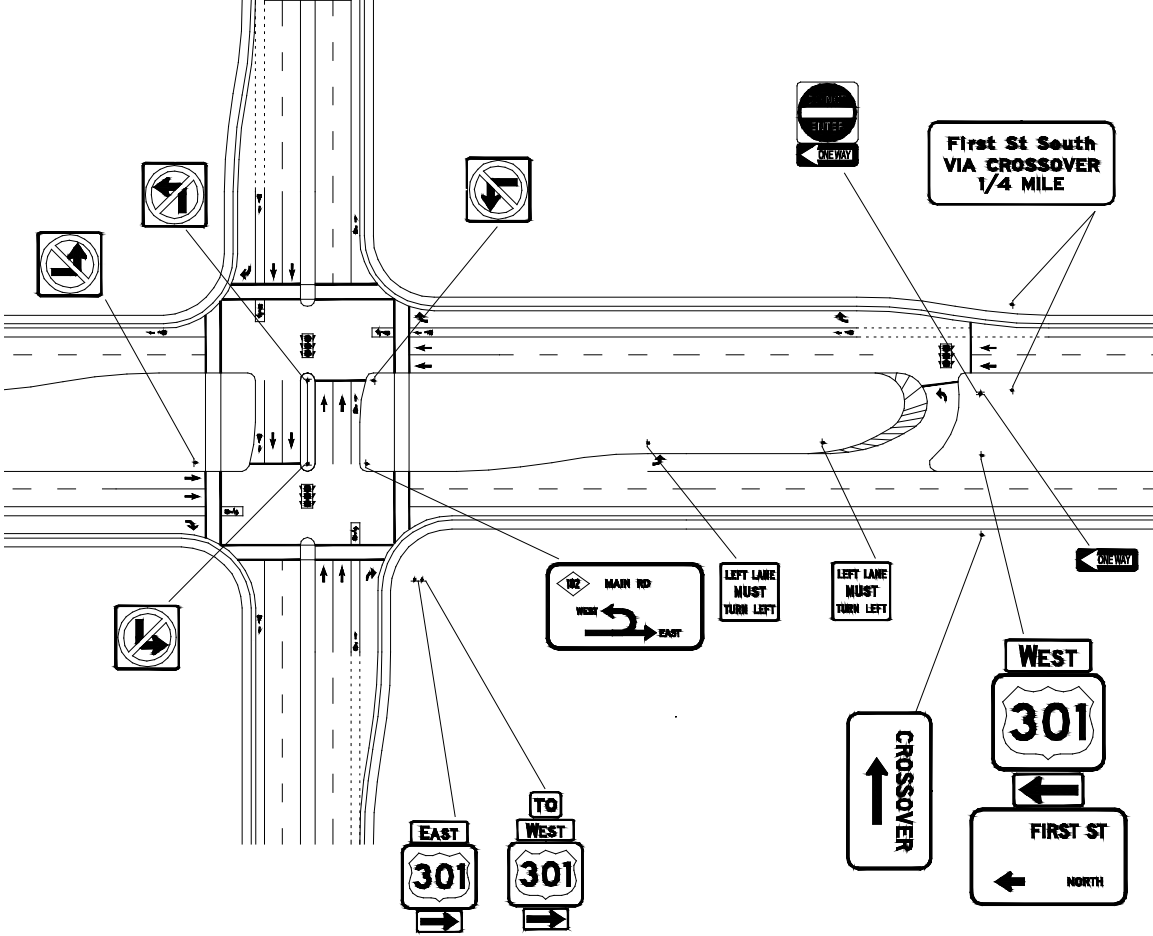 DO NOT
ENTER
ONE WAY
First St South
VIA CROSSOVER
1/4 MILE
ONE WAY
MAIN RD
WEST
EAST
LEFT LANE
MUST
TURN LEFT
LEFT LANE
MUST
TURN LEFT
WEST
301
CROSSOVER
FIRST ST
NORTH
TO
EAST
WEST
301
301